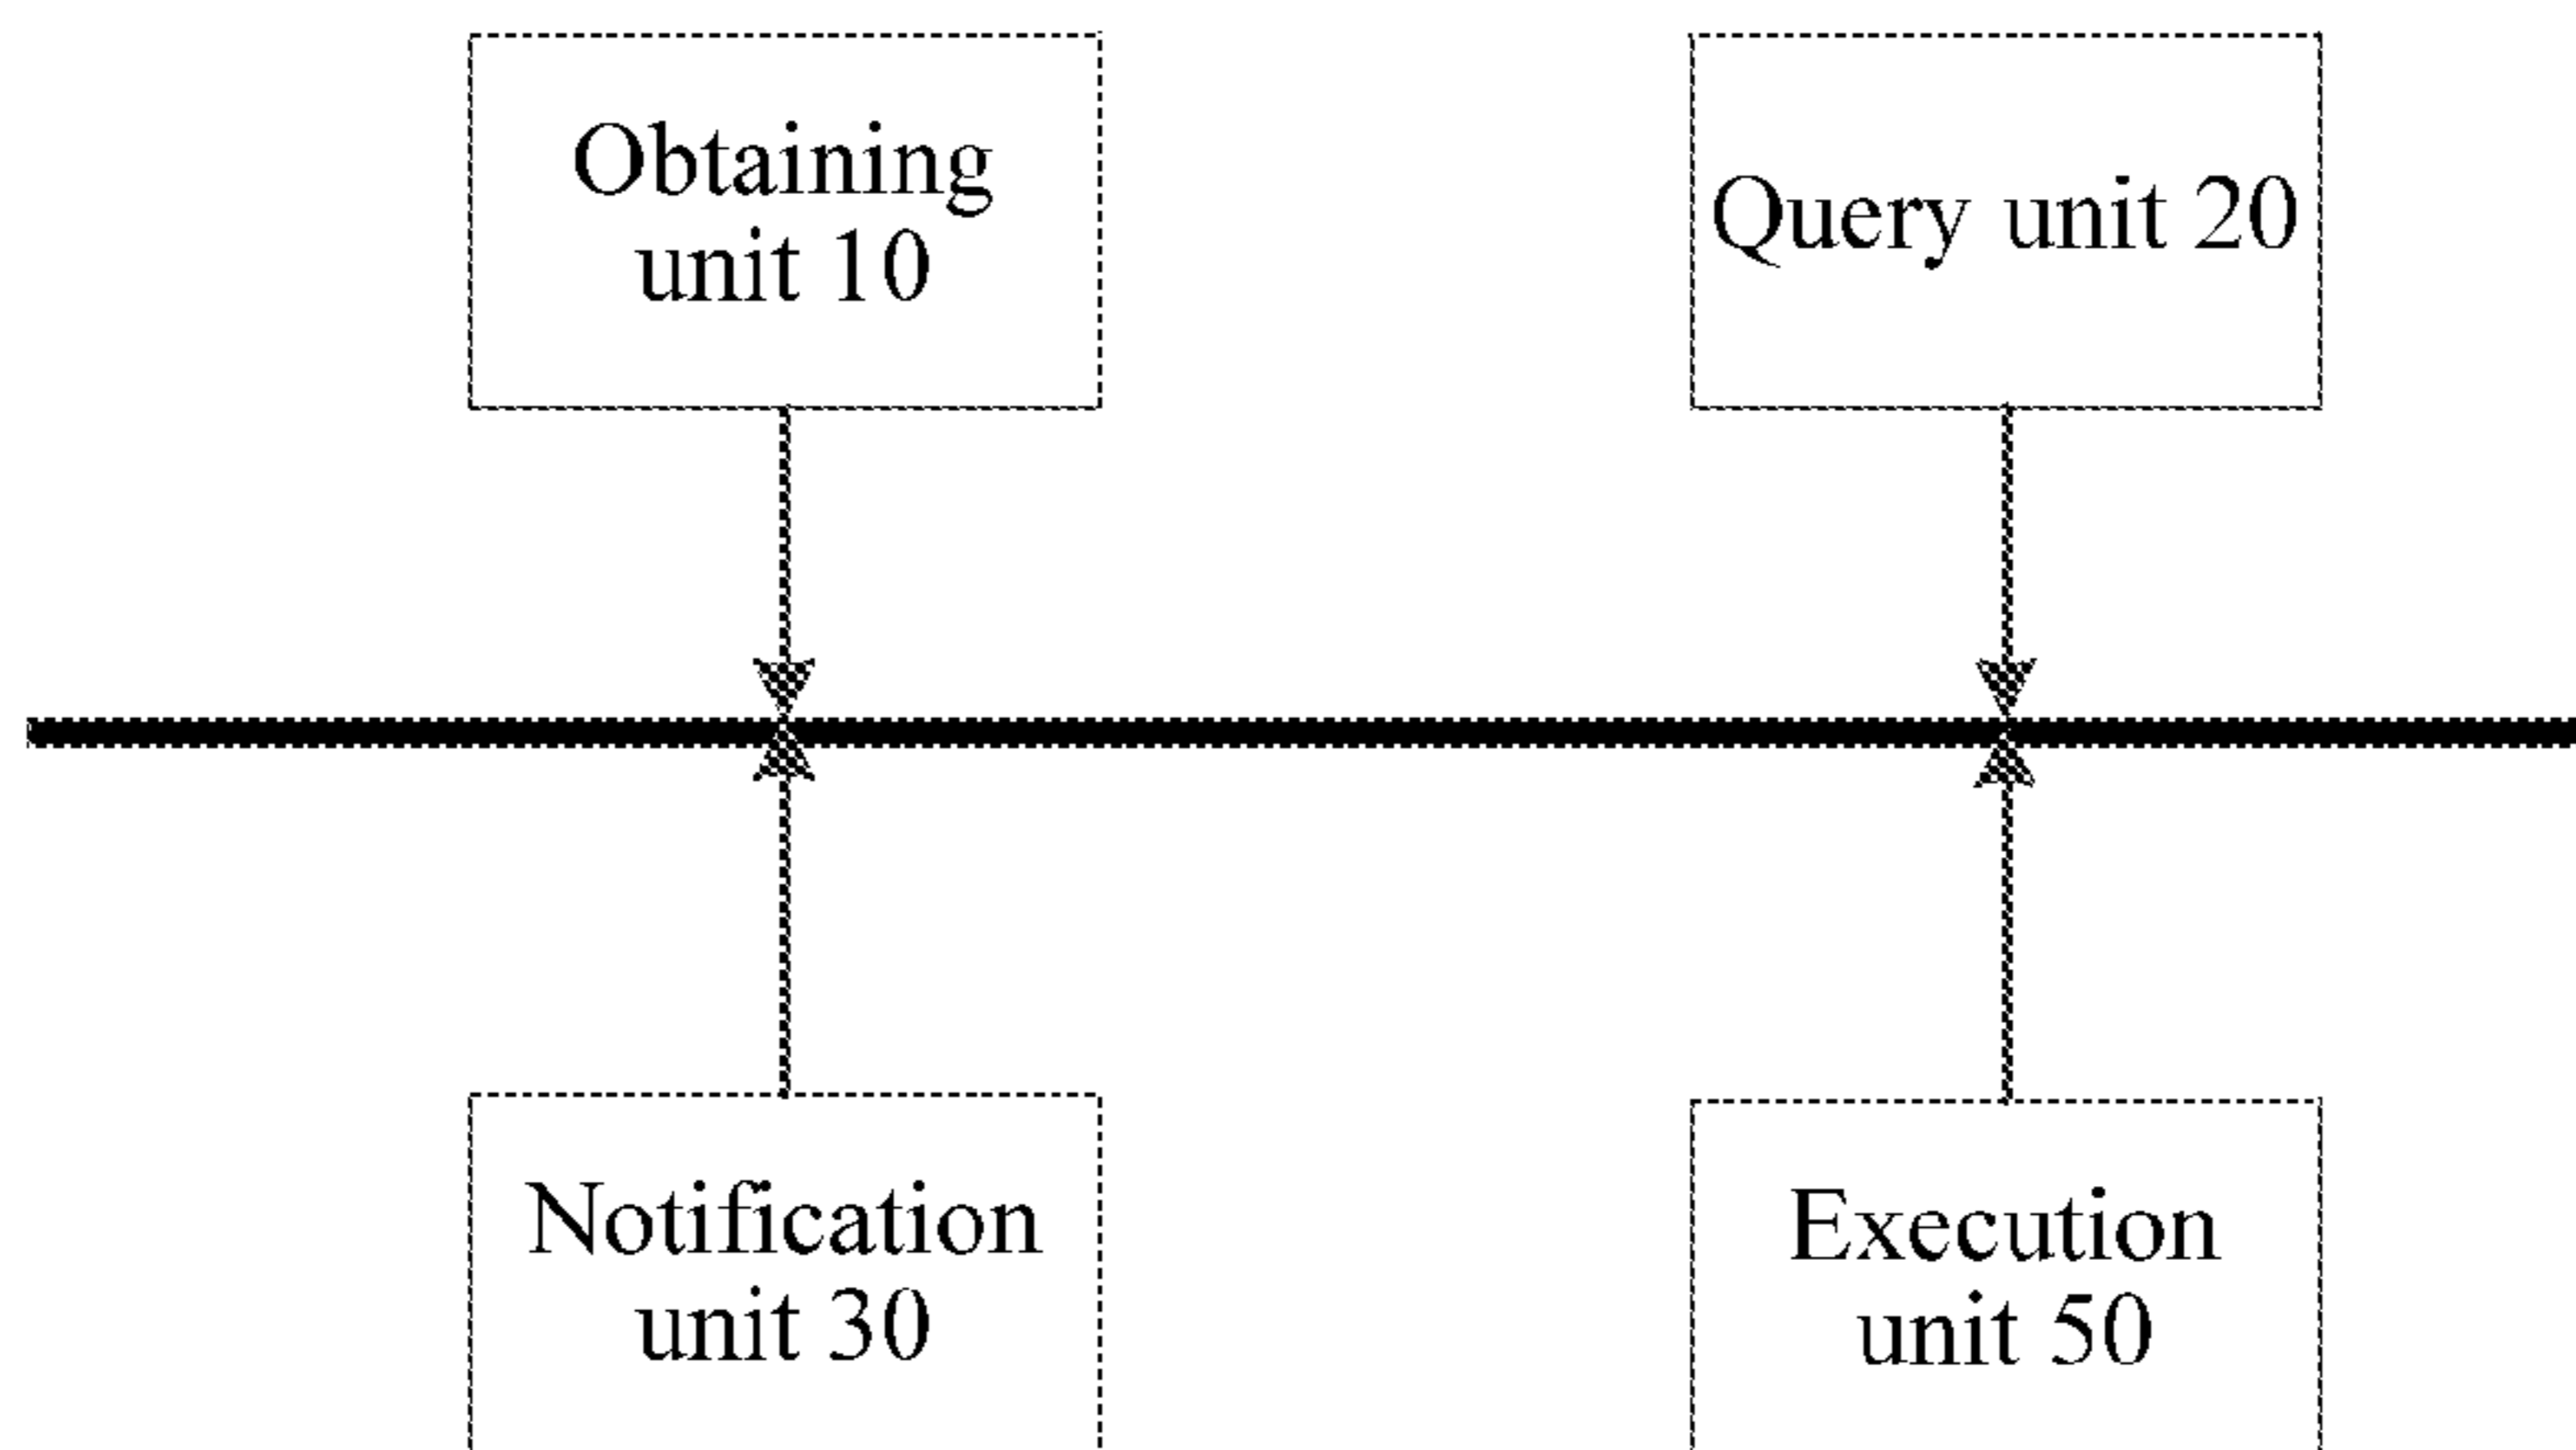 Obtaining
unit 10
Query unit 20
Notification
unit 30
Execution
unit 50